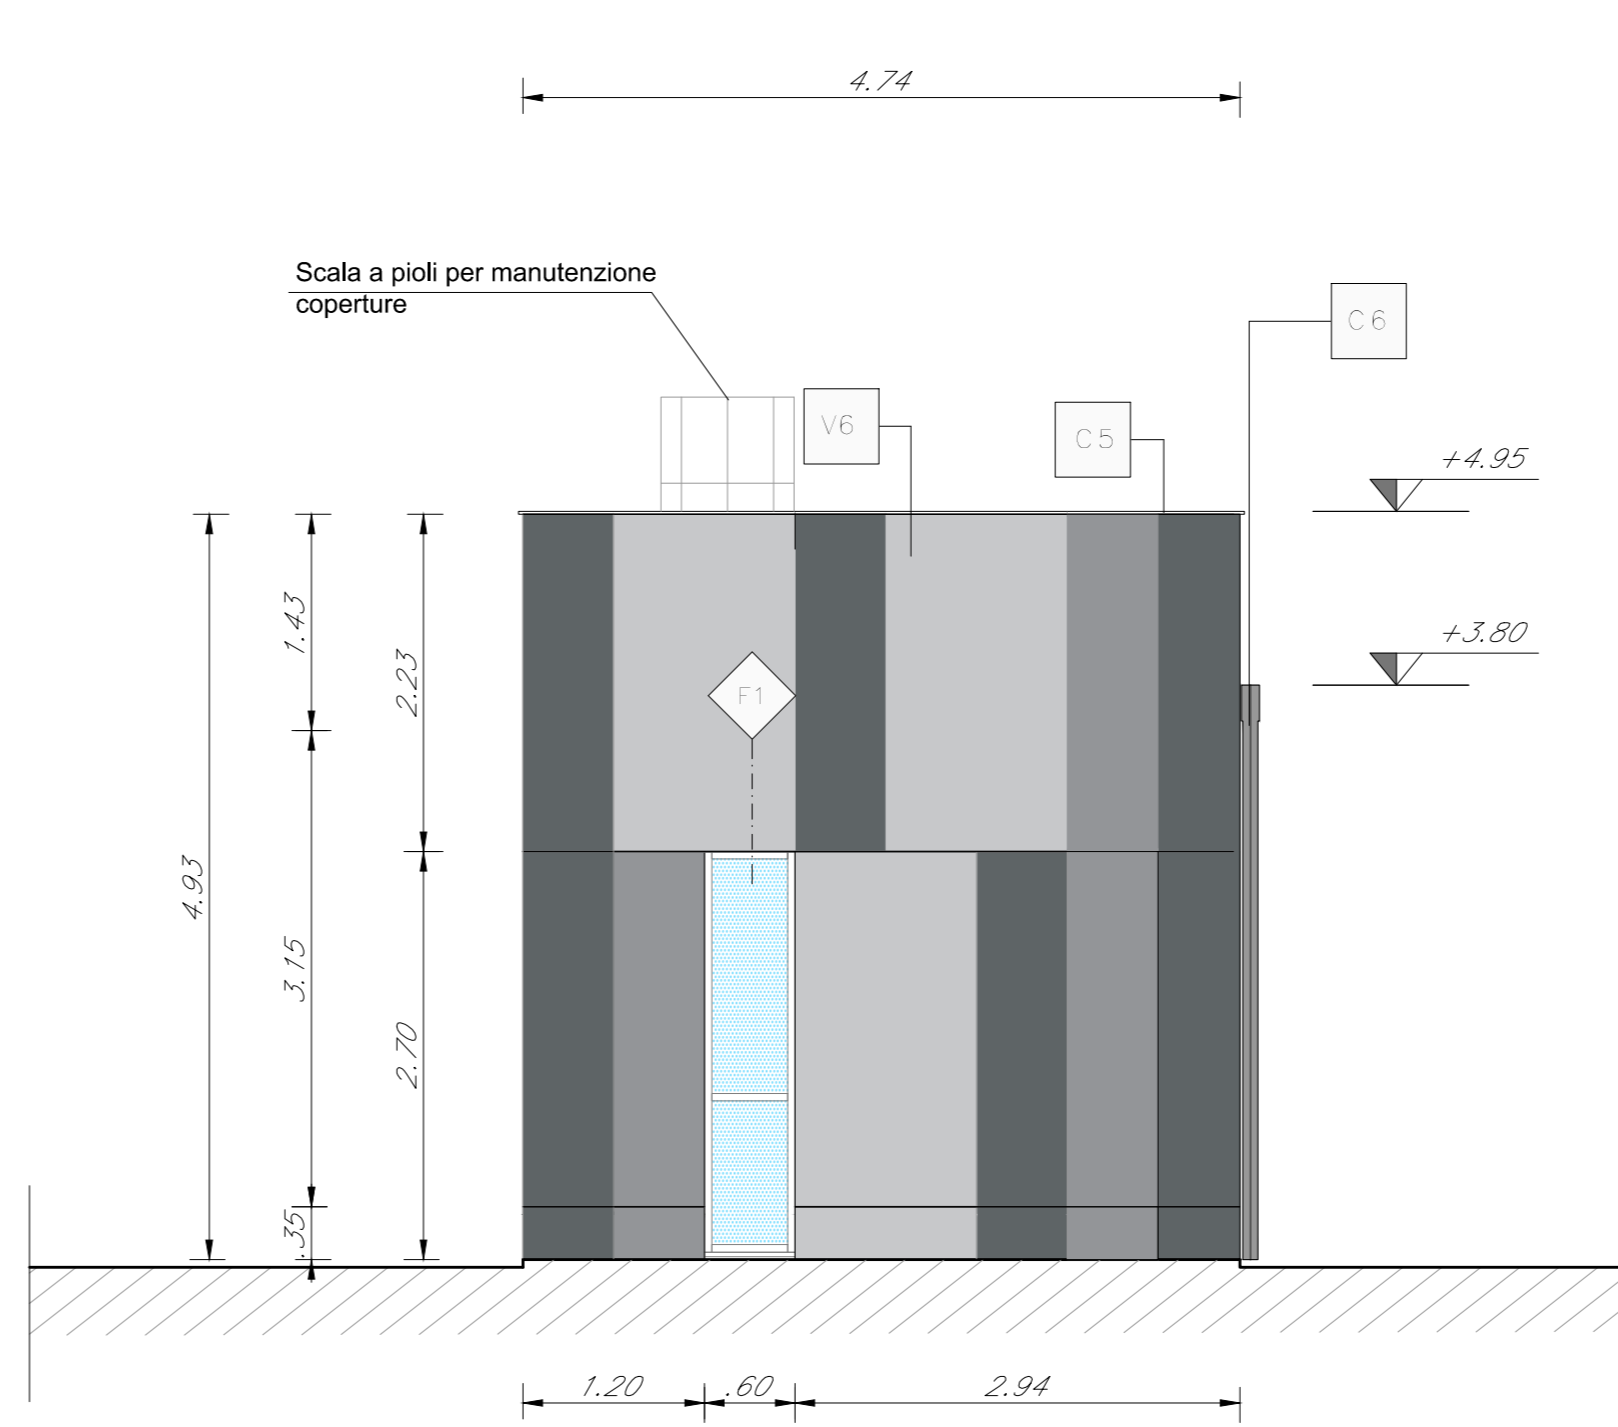 4.74
Scala a pioli per manutenzione
coperture
C6
V6
C5
+4.95
+3.80
1.43
2.23
F1
4.93
3.15
2.70
.35
1.20
.60
2.94